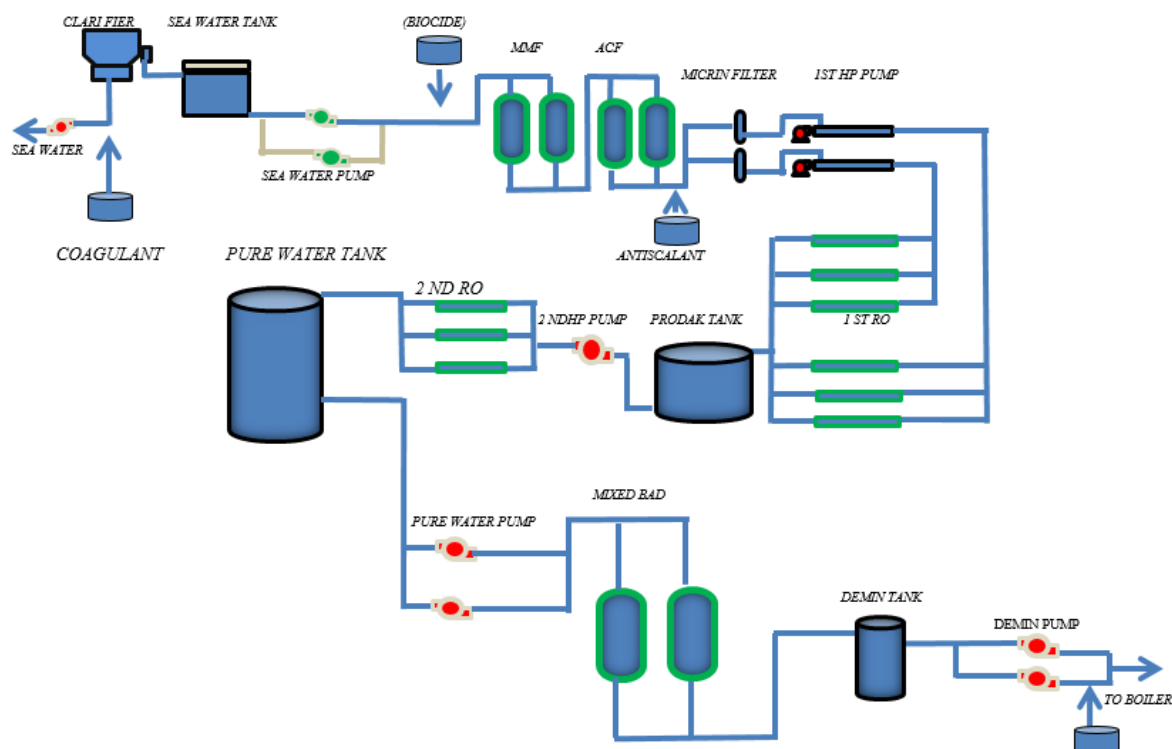 CLARI FIER
SEA WATER TANK
(BIOCIDE)
MMF
ACF
MICRIN FILTER
1ST HP PUMP
SEA WATER
SEA WATER PUMP
COAGULANT
PURE WATER TANK
ANTISCALANT
2 ND RO
2 NDHP PUMP
PRODAK TANK
1 ST RO
MIXED BAD
PURE WATER PUMP
DEMIN TANK
DEMIN PUMP
TO BOILER